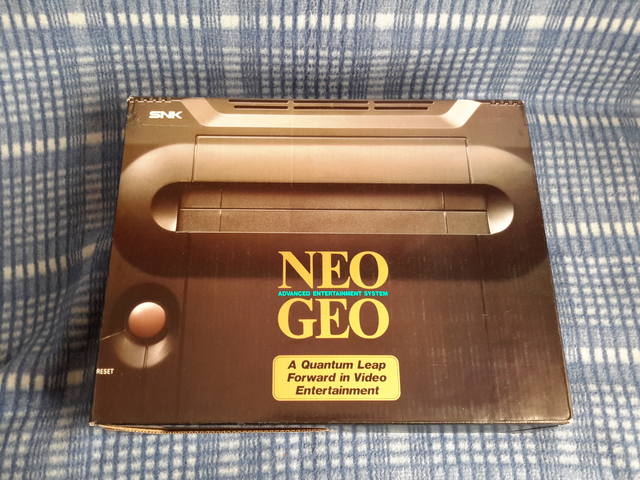 SNK
NEO
ADVANCED ENTERTAINMENT SYSTEM
GEO
RESET
A Quantum Leap
Forward in Video
Entertainment